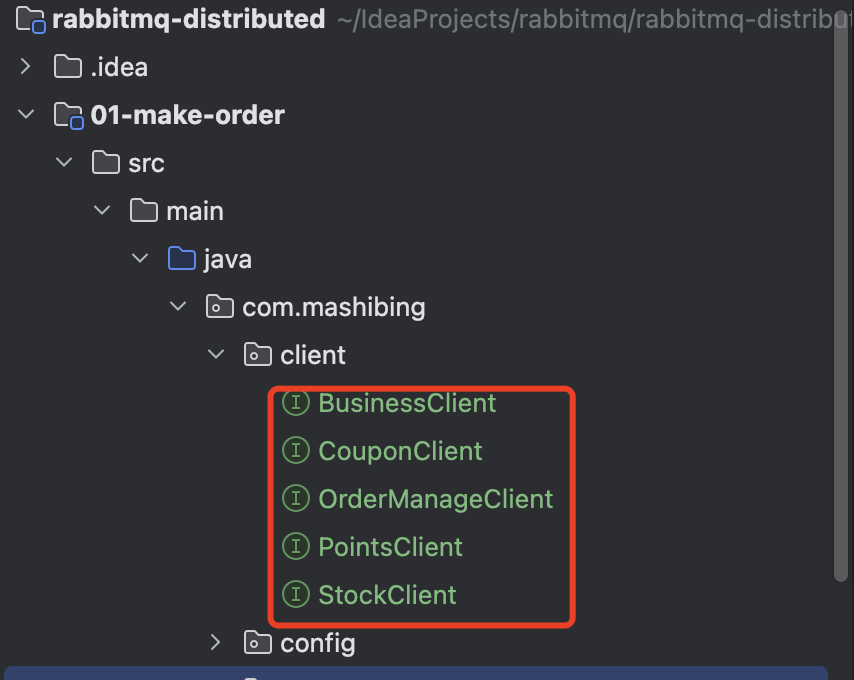 rabbitmq-distributed ~/IdeaProjects/rabbitmq/rabbitmq-distribut
.idea
01-make-order
src
main
java
com.mashibing
client
I BusinessClient
I CouponClient
I OrderManageClient
I PointsClient
I StockClient
config